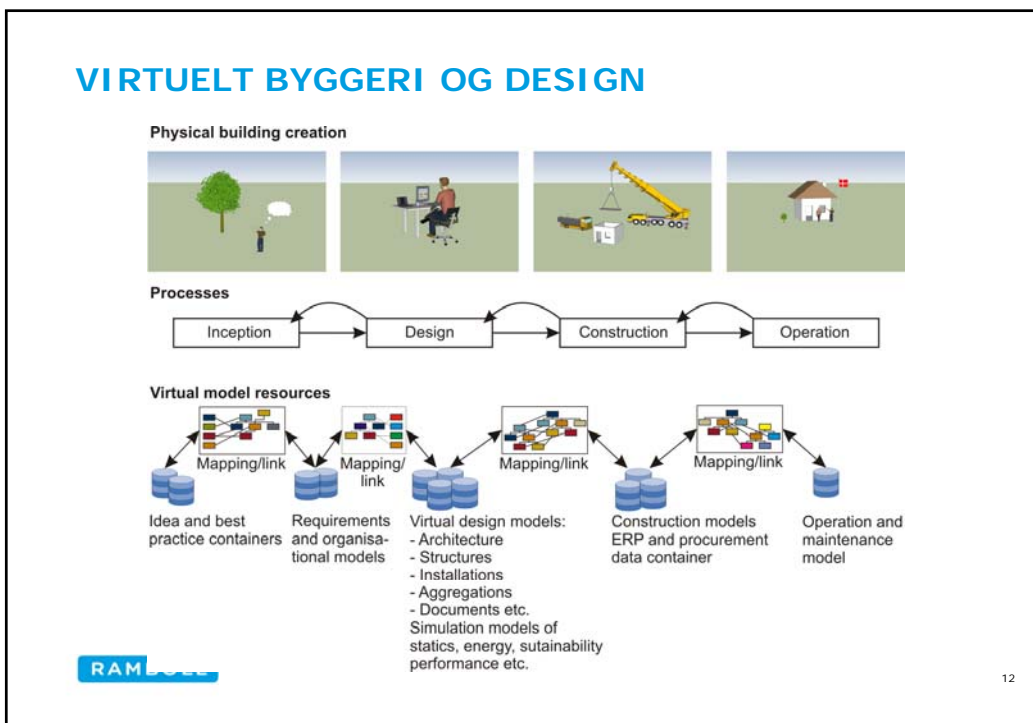 VIRTUELT BYGGERI OG DESIGN
Physical building creation
Processes
Inception
Design
Construction
Operation
Virtual model resources
Mapping/link
Mapping/
link
Mapping/link
Mapping/link
Idea and best
practice containers
Requirements
and organisa-
tional models
Virtual design models:
- Architecture
- Structures
- Installations
- Aggregations
- Documents etc.
Simulation models of
statics, energy, sutainability
performance etc.
Construction models
ERP and procurement
data container
Operation and
maintenance
model
12